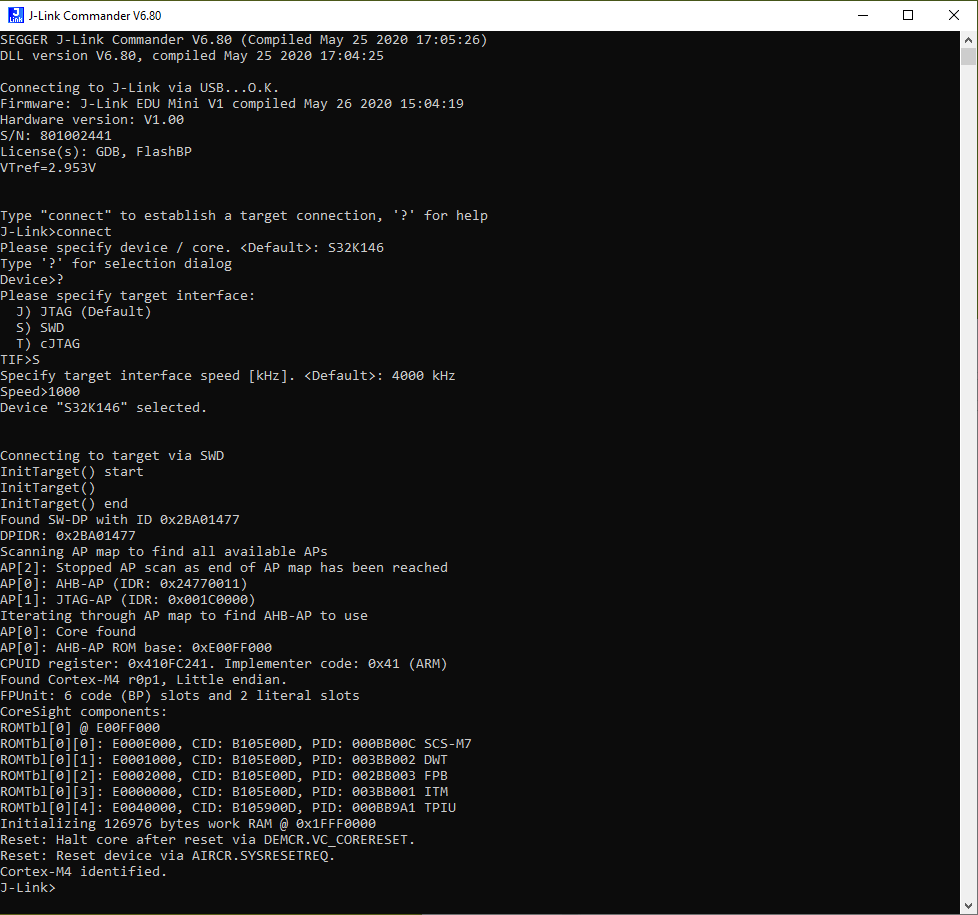 J-Link Commander V6.80
SEGGER J-Link Commander V6.80 (Compiled May 25 2020 17:05:26)
DLL version V6.80, compiled May 25 2020 17:04:25
Connecting to J-Link via USB...O.K.
Firmware: J-Link EDU Mini V1 compiled May 26 2020 15:04:19
Hardware version: V1.00
S/N: 801002441
License(s): GDB, FlashBP
VTref=2.953V
Type "connect" to establish a target connection, '?' for help
J-Link>connect
Please specify device / core. <Default>: S32K146
Type '?' for selection dialog
Device>?
Please specify target interface:
  J) JTAG (Default)
  S) SWD
  T) cJTAG
TIF>S
Specify target interface speed [kHz]. <Default>: 4000 kHz
Speed>1000
Device "S32K146" selected.
Connecting to target via SWD
InitTarget() start
InitTarget()
InitTarget() end
Found SW-DP with ID 0x2BA01477
DPIDR: 0x2BA01477
Scanning AP map to find all available APs
AP[2]: Stopped AP scan as end of AP map has been reached
AP[0]: AHB-AP (IDR: 0x24770011)
AP[1]: JTAG-AP (IDR: 0x001C0000)
Iterating through AP map to find AHB-AP to use
AP[0]: Core found
AP[0]: AHB-AP ROM base: 0xE00FF000
CPUID register: 0x410FC241. Implementer code: 0x41 (ARM)
Found Cortex-M4 r0p1, Little endian.
FPUnit: 6 code (BP) slots and 2 literal slots
CoreSight components:
ROMTbl[0] @ E00FF000
ROMTbl[0][0]: E000E000, CID: B105E00D, PID: 000BB00C SCS-M7
ROMTbl[0][1]: E0001000, CID: B105E00D, PID: 003BB002 DWT
ROMTbl[0][2]: E0002000, CID: B105E00D, PID: 002BB003 FPB
ROMTbl[0][3]: E0000000, CID: B105E00D, PID: 003BB001 ITM
ROMTbl[0][4]: E0040000, CID: B105900D, PID: 000BB9A1 TPIU
Initializing 126976 bytes work RAM @ 0x1FFF0000
Reset: Halt core after reset via DEMCR.VC_CORERESET.
Reset: Reset device via AIRCR.SYSRESETREQ.
Cortex-M4 identified.
J-Link>